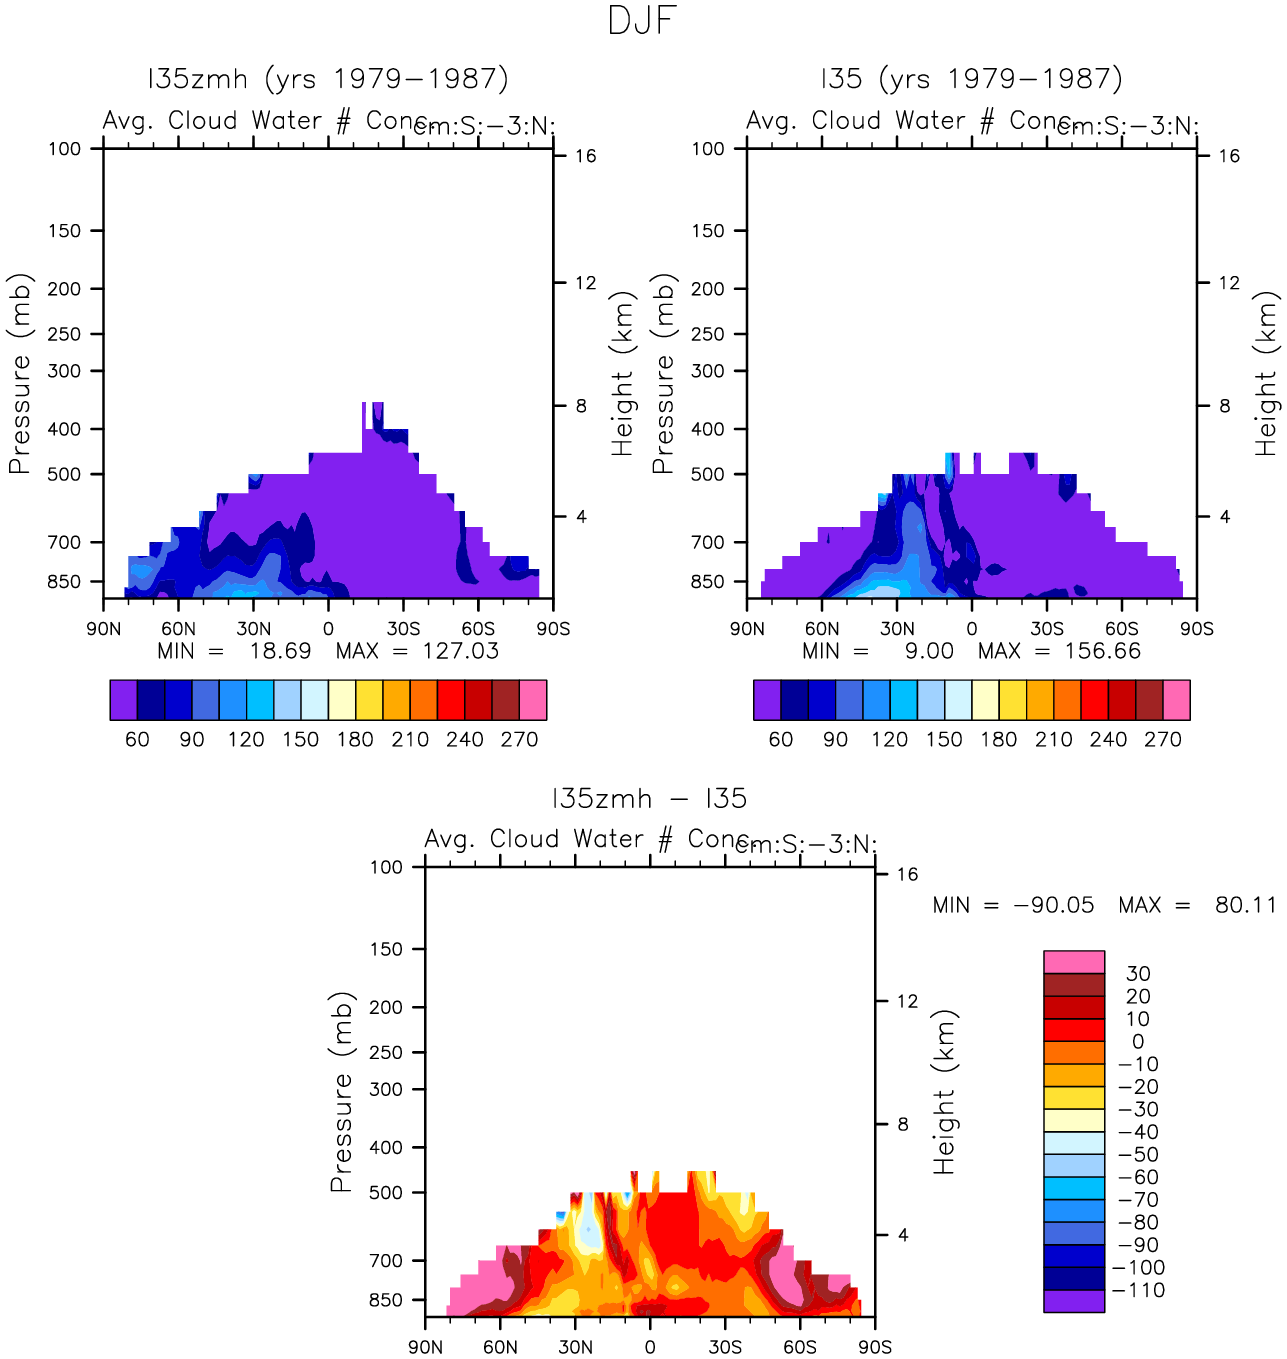 DJF
I35zmh (yrs 1979−1987)
Avg. Cloud Water # Conc. cm:S:−3:N:
100
150
200
250
300
400
500
700
850
Pressure (mb)
16
12
8
4
Height (km)
90N 60N 30N 0 30S 60S 90S
MIN = 18.69 MAX = 127.03
60 90 120 150 180 210 240 270
I35 (yrs 1979−1987)
Avg. Cloud Water # Conc. cm:S:−3:N:
100
150
200
250
300
400
500
700
850
Pressure (mb)
16
12
8
4
Height (km)
90N 60N 30N 0 30S 60S 90S
MIN = 9.00 MAX = 156.66
60 90 120 150 180 210 240 270
I35zmh − I35
Avg. Cloud Water # Conc. cm:S:−3:N:
100
150
200
250
300
400
500
700
850
Pressure (mb)
16
12
8
4
Height (km)
90N 60N 30N 0 30S 60S 90S
MIN = −90.05 MAX = 80.11
30
20
10
0
−10
−20
−30
−40
−50
−60
−70
−80
−90
−100
−110